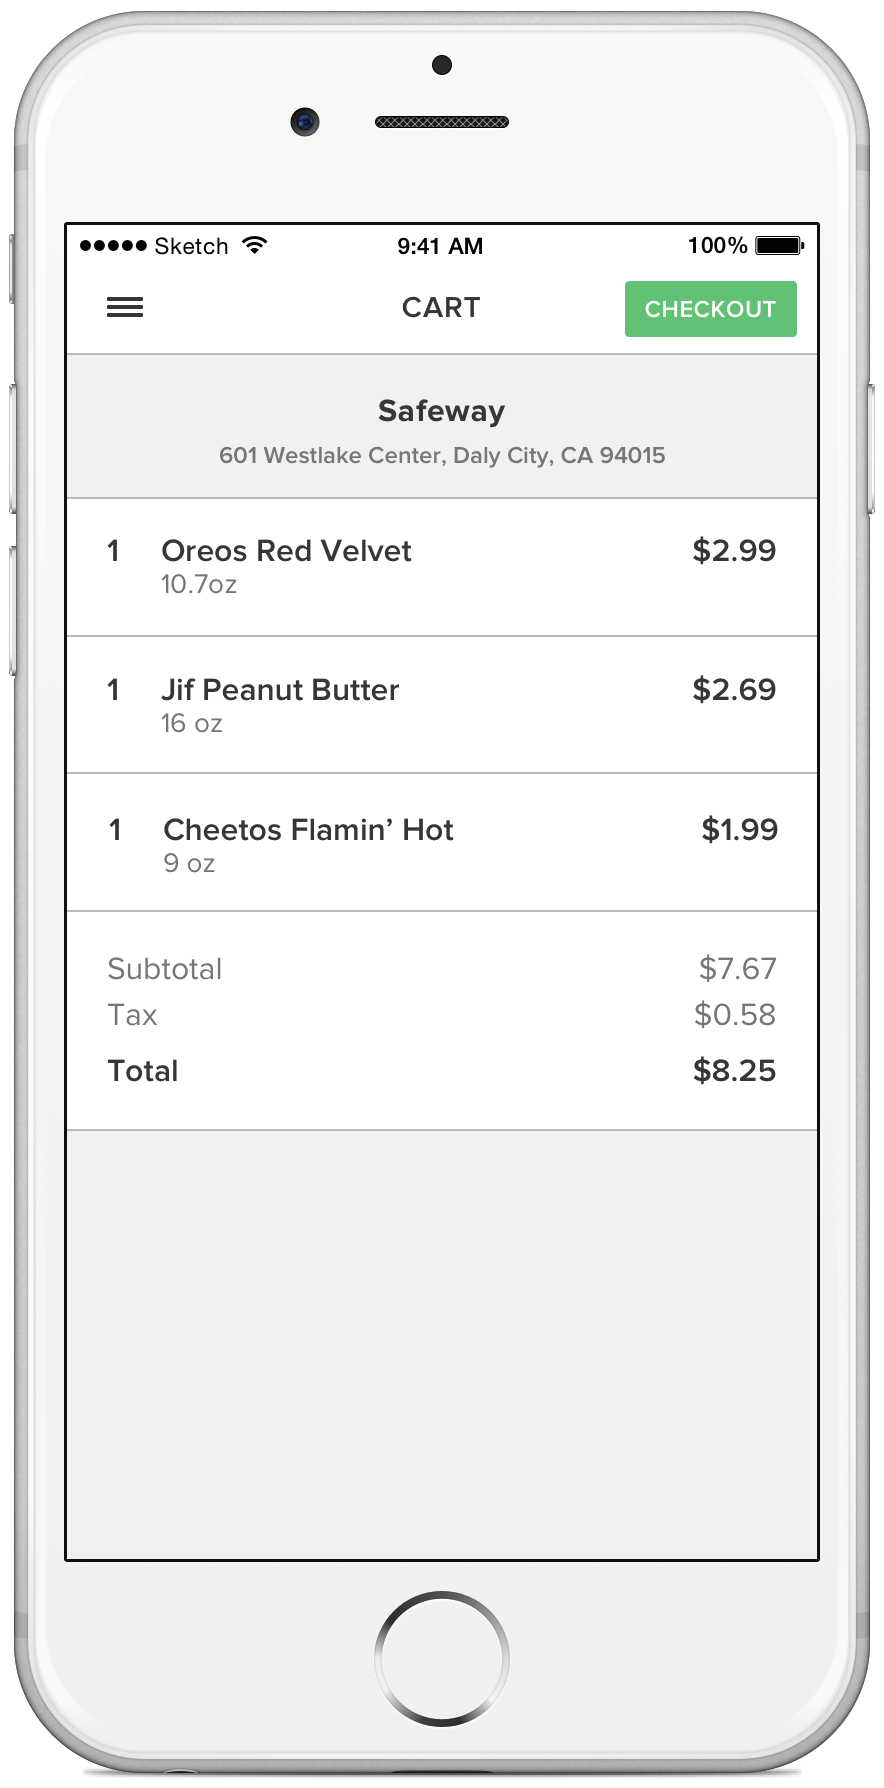 Sketch 9:41 AM 100%
CART CHECKOUT
Safeway
601 Westlake Center, Daly City, CA 94015
1 Oreos Red Velvet $2.99
10.7oz
1 Jif Peanut Butter $2.69
16 oz
1 Cheetos Flamin’ Hot $1.99
9 oz
Subtotal $7.67
Tax $0.58
Total $8.25